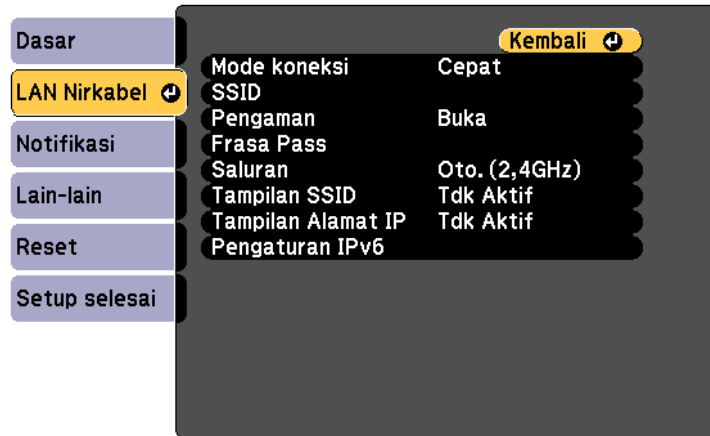 Dasar
LAN Nirkabel
Notifikasi
Lain-lain
Reset
Setup selesai
Kembali
Mode koneksi Cepat
SSID
Pengaman Buka
Frasa Pass
Saluran Oto. (2,4GHz)
Tampilan SSID Tdk Aktif
Tampilan Alamat IP Tdk Aktif
Pengaturan IPv6